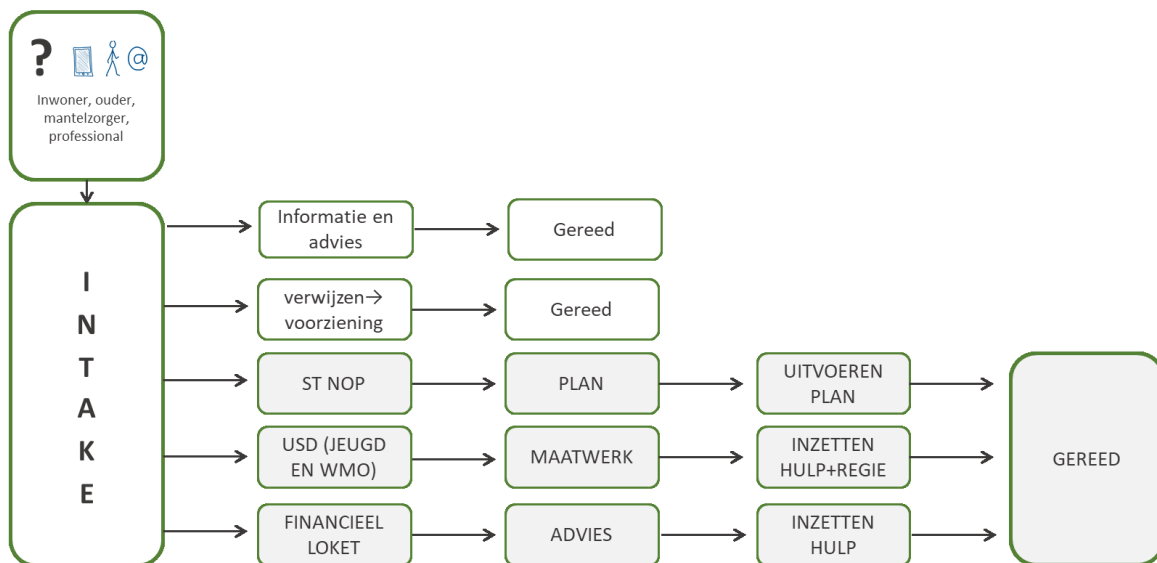 ?
@
Inwoner, ouder,
mantelzorger,
professional
I
N
T
A
K
E
Informatie en
advies
Gereed
verwijzen→
voorziening
Gereed
ST NOP
PLAN
UITVOEREN
PLAN
USD (JEUGD
EN WMO)
MAATWERK
INZETTEN
HULP+REGIE
FINANCIEEL
LOKET
ADVIES
INZETTEN
HULP
GEREED